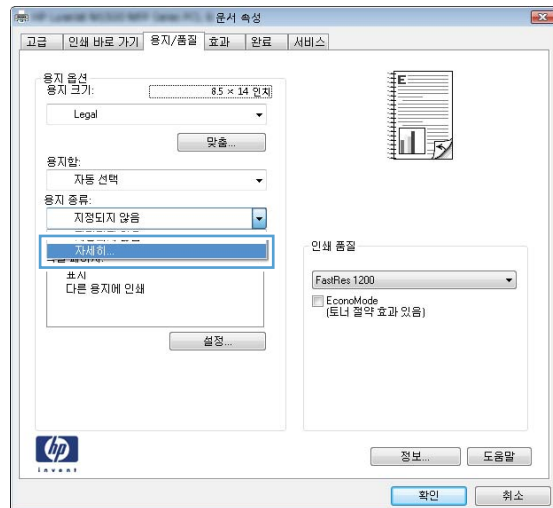 문서 속성
고급 인쇄 바로 가기 용지/품질 효과 완료 서비스
용지 옵션
용지 크기: 8.5 × 14 인치
Legal
맞춤...
용지함:
자동 선택
용지 종류:
지정되지 않음
자세히...
표지
다른 용지에 인쇄
설정...
E
인쇄 품질
FastRes 1200
EconoMode
(토너 절약 효과 있음)
hp
invent
정보... 도움말
확인 취소